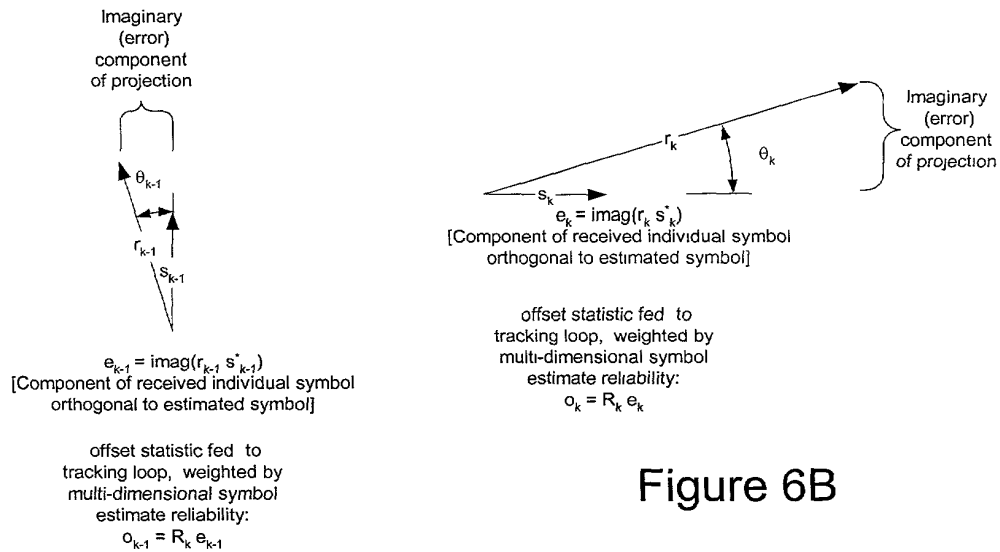 Imaginary
(error)
component
of projection
θk-1
rk-1
sk-1
ek-1 = imag(rk-1 s*k-1)
[Component of received individual symbol
orthogonal to estimated symbol]
offset statistic fed to
tracking loop, weighted by
multi-dimensional symbol
estimate reliability:
ok-1 = Rk ek-1
rk
θk
sk
Imaginary
(error)
component
of projection
ek = imag(rk s*k)
[Component of received individual symbol
orthogonal to estimated symbol]
offset statistic fed to
tracking loop, weighted by
multi-dimensional symbol
estimate reliability:
ok = Rk ek
Figure 6B